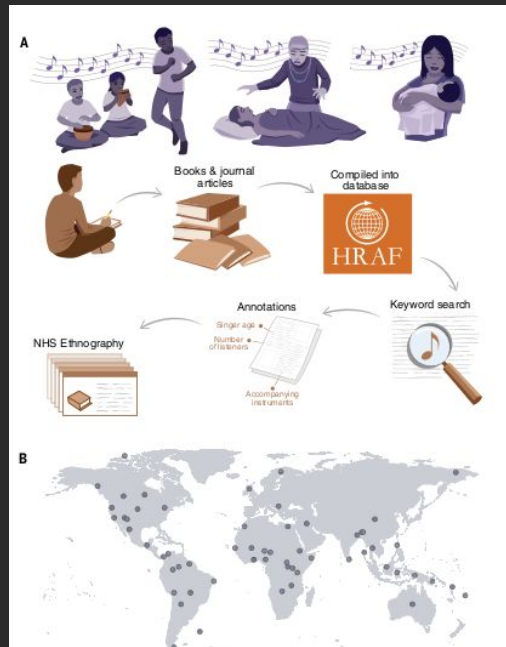 A
Books & journal
articles
Compiled into
database
HRAF
Keyword search
Annotations
Singer age
Number
of listeners
Accompanying
instruments
NHS Ethnography
B